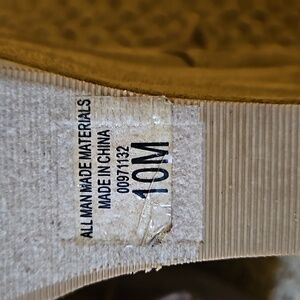 ALL MAN MADE MATERIALS
MADE IN CHINA
00971132
10M